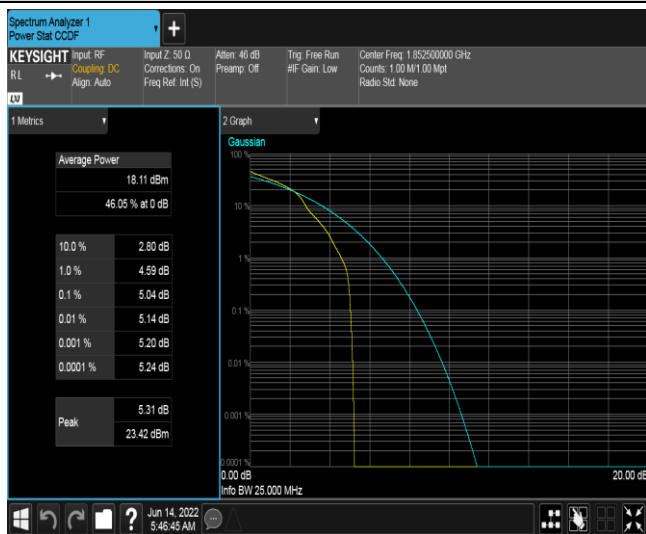 Spectrum Analyzer 1
Power Stat CCDF
+
KEYSIGHT
RL
Input: RF
Coupling: DC
Align: Auto
Input Z: 50 Ω
Corrections: On
Freq Ref: Int (S)
Atten: 46 dB
Preamp: Off
Trig: Free Run
#IF Gain: Low
Center Freq: 1.852500000 GHz
Counts: 1.00 M/1.00 Mpt
Radio Std: None
1 Metrics
Average Power
18.11 dBm
46.05 % at 0 dB
10.0 % 2.80 dB
1.0 % 4.59 dB
0.1 % 5.04 dB
0.01 % 5.14 dB
0.001 % 5.20 dB
0.0001 % 5.24 dB
Peak
5.31 dB
23.42 dBm
2 Graph
Gaussian
100 %
10 %
1 %
0.1 %
0.01 %
0.001 %
0.0001 %
0.00 dB
20.00 dB
Info BW 25.000 MHz
?
Jun 14, 2022
5:46:45 AM